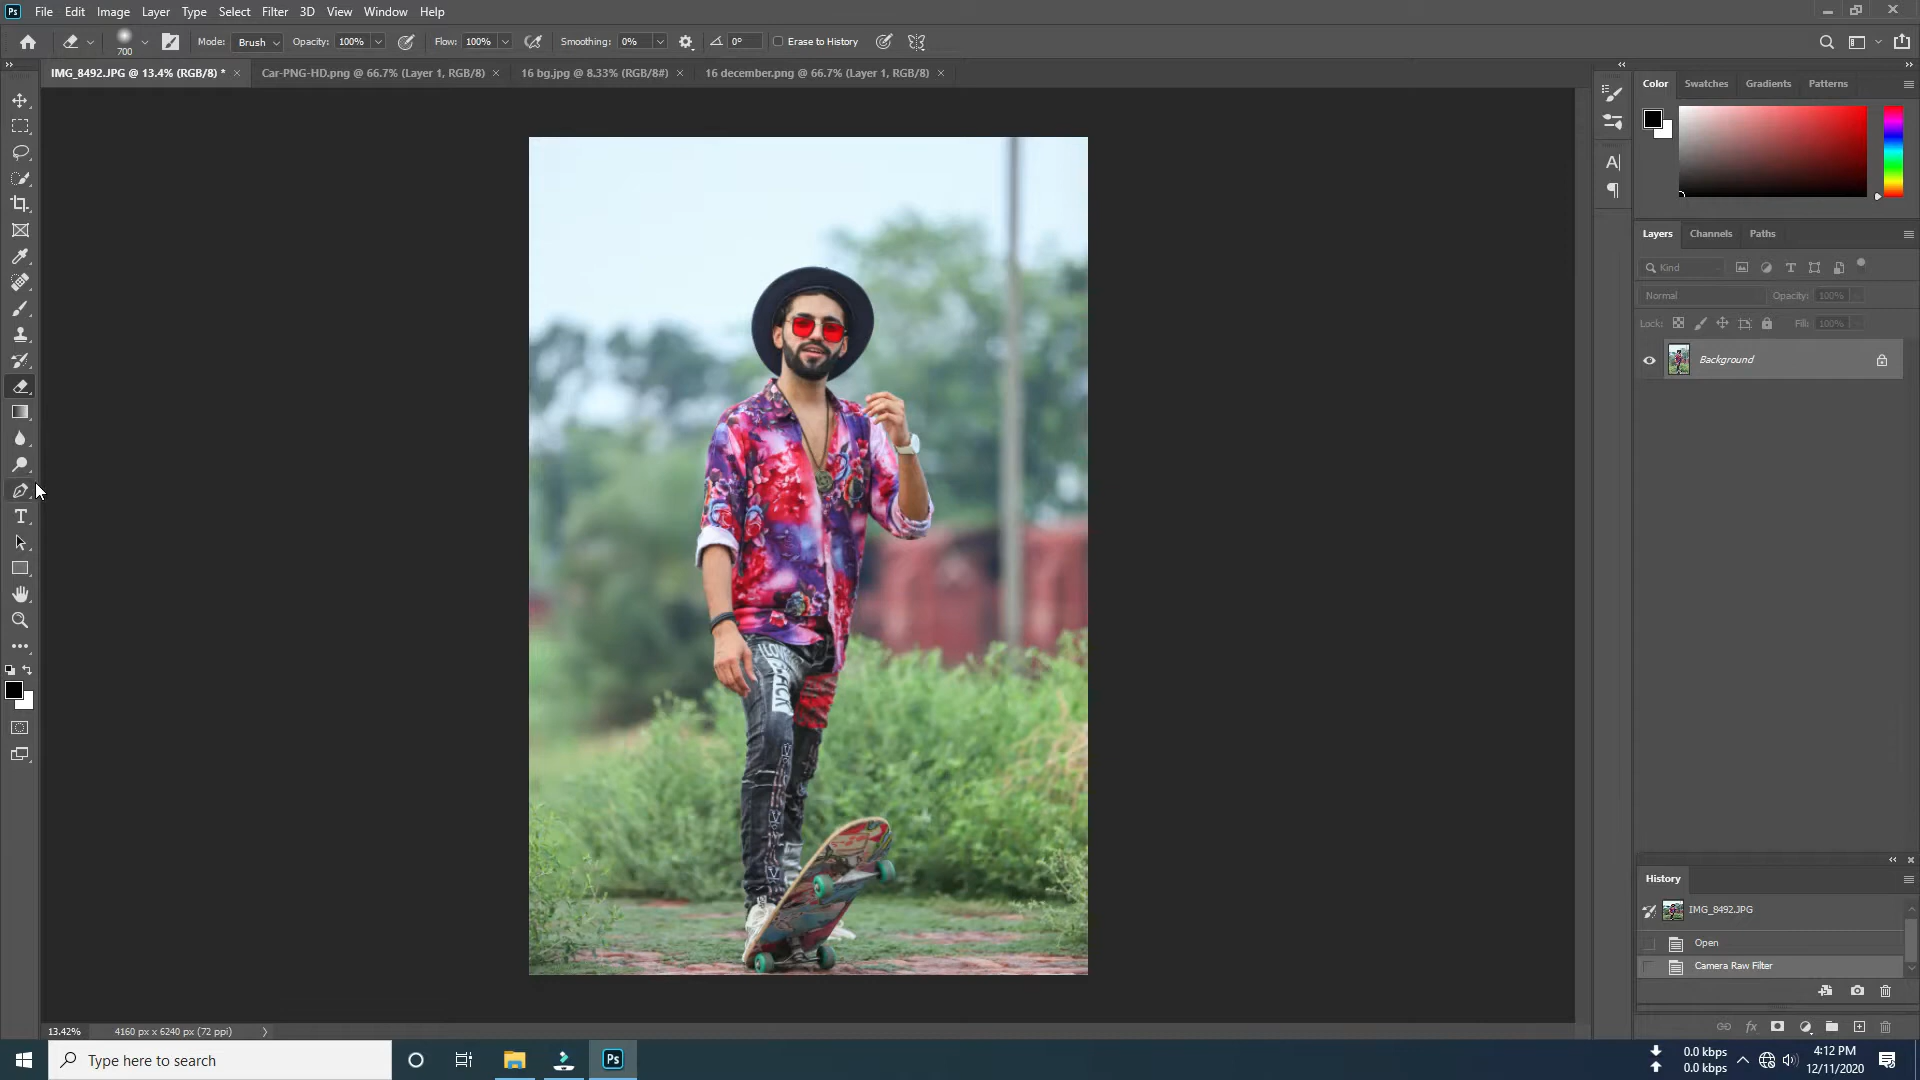 Ps File Edit Image Layer Type Select Filter 3D View Window Help
700 Mode: Brush Opacity: 100% Flow: 100% Smoothing: 0% 0° Erase to History
IMG_8492.JPG @ 13.4% (RGB/8) * × Car-PNG-HD.png @ 66.7% (Layer 1, RGB/8) × 16 bg.jpg @ 8.33% (RGB/8#) × 16 december.png @ 66.7% (Layer 1, RGB/8) ×
Color Swatches Gradients Patterns
Layers Channels Paths
Kind
Normal Opacity: 100%
Lock: Fill: 100%
Background
History
IMG_8492.JPG
Open
Camera Raw Filter
13.42% 4160 px x 6240 px (72 ppi)
Type here to search
Ps
0.0 kbps
0.0 kbps
4:12 PM
12/11/2020